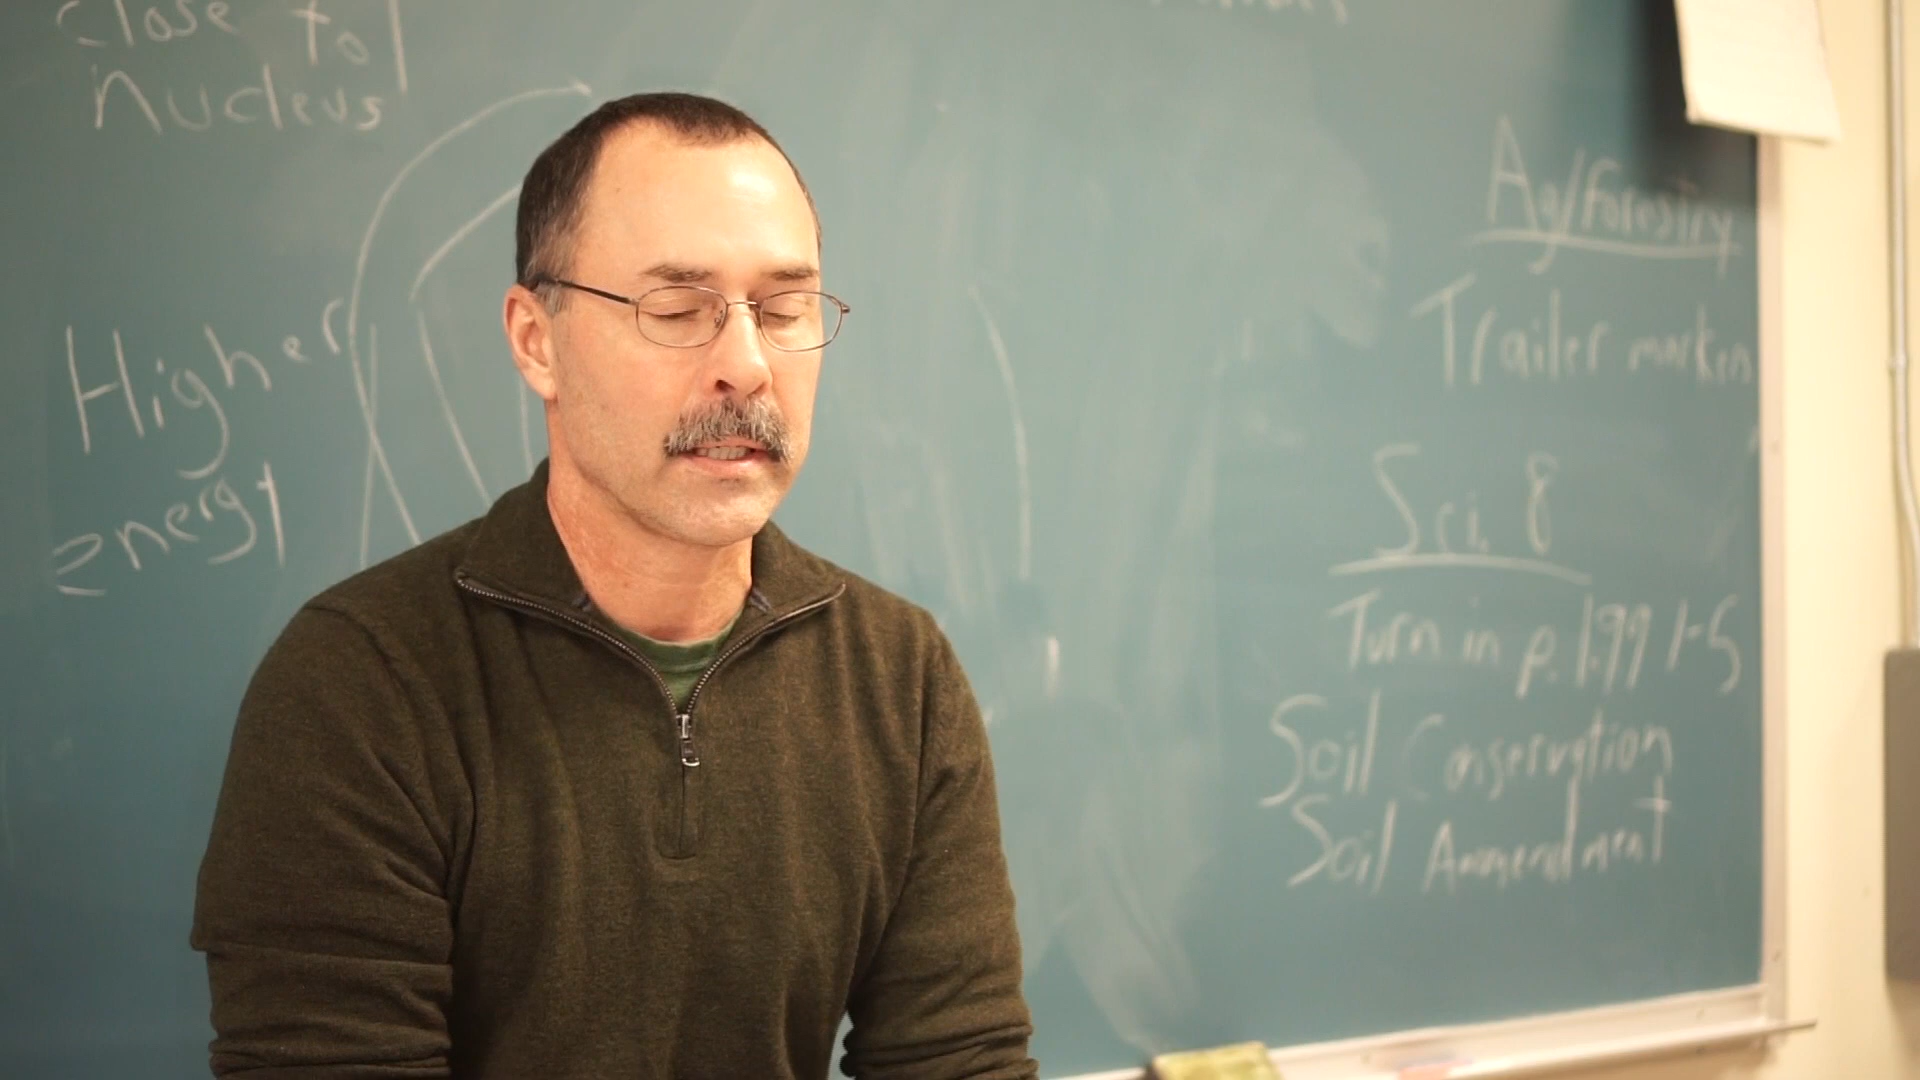 close to
nucleus
Higher
energy
Ag/Forestry
Trailer markers
Sci. 8
Turn in p. 199 1-5
Soil Conservation
Soil Ammendment